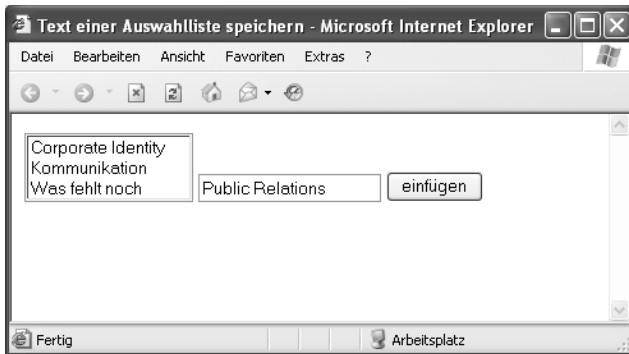 Text einer Auswahlliste speichern - Microsoft Internet Explorer
Datei Bearbeiten Ansicht Favoriten Extras ?
Corporate Identity
Kommunikation
Was fehlt noch
Public Relations
einfügen
Fertig
Arbeitsplatz